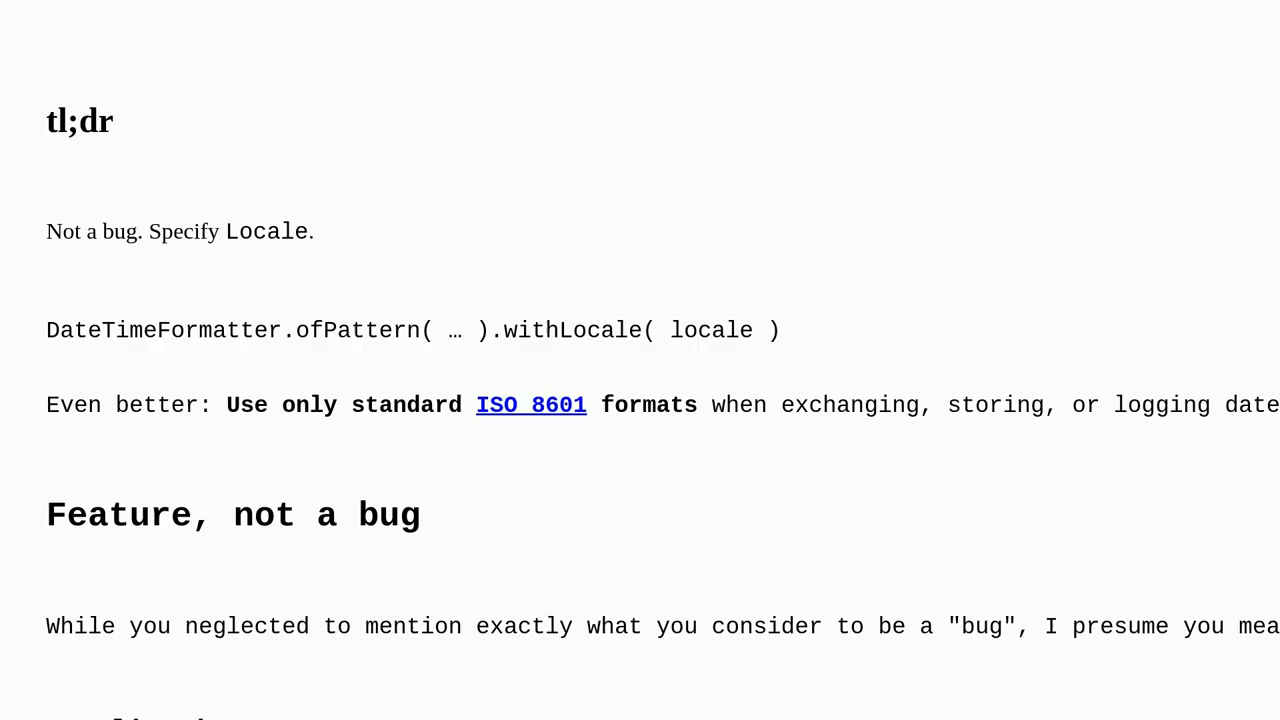 tl;dr
Not a bug. Specify Locale.
DateTimeFormatter.ofPattern( … ).withLocale( locale )
Even better: Use only standard ISO 8601 formats when exchanging, storing, or logging date
Feature, not a bug
While you neglected to mention exactly what you consider to be a "bug", I presume you mea